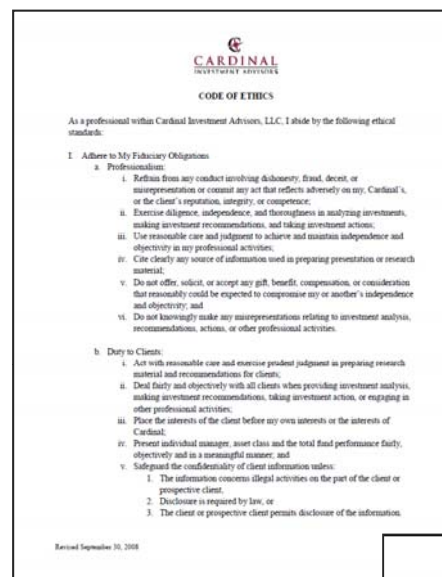 CARDINAL
INVESTMENT ADVISORS
CODE OF ETHICS
As a professional within Cardinal Investment Advisors, LLC, I abide by the following ethical
standards:
I. Adhere to My Fiduciary Obligations
a. Professionalism:
i. Refrain from any conduct involving dishonesty, fraud, deceit, or
misrepresentation or commit any act that reflects adversely on my, Cardinal's,
or the client's reputation, integrity, or competence;
ii. Exercise diligence, independence, and thoroughness in analyzing investments,
making investment recommendations, and taking investment actions;
iii. Use reasonable care and judgment to achieve and maintain independence and
objectivity in my professional activities;
iv. Cite clearly any source of information used in preparing presentation or research
material;
v. Do not offer, solicit, or accept any gift, benefit, compensation, or consideration
that reasonably could be expected to compromise my or another's independence
and objectivity; and
vi. Do not knowingly make any misrepresentations relating to investment analysis,
recommendations, actions, or other professional activities.
b. Duty to Clients:
i. Act with reasonable care and exercise prudent judgment in preparing research
material and recommendations for clients;
ii. Deal fairly and objectively with all clients when providing investment analysis,
making investment recommendations, taking investment action, or engaging in
other professional activities;
iii. Place the interests of the client before my own interests or the interests of
Cardinal;
iv. Present individual manager, asset class and the total fund performance fairly,
objectively and in a meaningful manner; and
v. Safeguard the confidentiality of client information unless:
1. The information concerns illegal activities on the part of the client or
prospective client,
2. Disclosure is required by law, or
3. The client or prospective client permits disclosure of the information.
Revised September 30, 2008